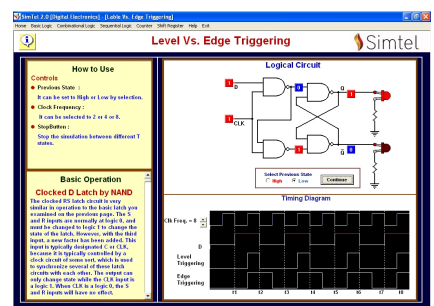 SimTel 2.0 [Digital Electronics] - [Lable Vs. Edge Triggering]
Home Basic Logic Combinational Logic Sequential Logic Counter Shift Register Help Exit
Level Vs. Edge Triggering
Simtel
How to Use
Controls
Previous State :
It can be set to High or Low by selection.
Clock Frequency :
It can be selected to 2 or 4 or 8.
StopButton :
Stop the simulation between different T
states.
Basic Operation
Clocked D Latch by NAND
The clocked RS latch circuit is very
similar in operation to the basic latch you
examined on the previous page. The S
and R inputs are normally at logic 0, and
must be changed to logic 1 to change the
state of the latch. However, with the third
input, a new factor has been added. This
input is typically designated C or CLK,
because it is typically controlled by a
clock circuit of some sort, which is used
to synchronize several of these latch
circuits with each other. The output can
only change state while the CLK input is
a logic 1. When CLK is a logic 0, the S
and R inputs will have no effect.
Logical Circuit
1
D
0
Q
1
1
CLK
1
Q
0
Select Previous State
High Low Continue
Timing Diagram
Clk Freq. = 8
D
Level
Triggering
Edge
Triggering
t1 t2 t3 t4 t5 t6 t7 t8